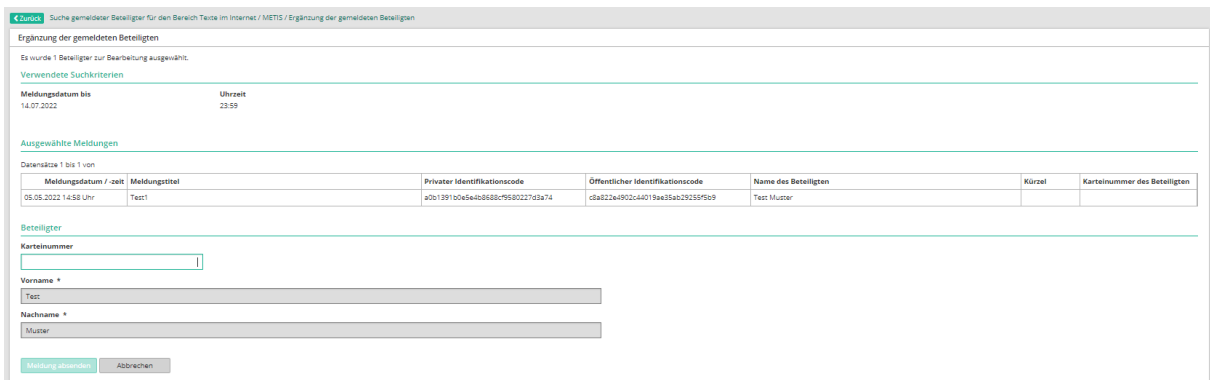 Zurück Suche gemeldeter Beteiligter für den Bereich Texte im Internet / METIS / Ergänzung der gemeldeten Beteiligten
Ergänzung der gemeldeten Beteiligten
Es wurde 1 Beteiligter zur Bearbeitung ausgewählt.
Verwendete Suchkriterien
Meldungsdatum bis Uhrzeit
14.07.2022 23:59
Ausgewählte Meldungen
Datensätze 1 bis 1 von
Meldungsdatum / -zeit Meldungstitel Privater Identifikationscode Öffentlicher Identifikationscode Name des Beteiligten Kürzel Karteinummer des Beteiligten
05.05.2022 14:58 Uhr Test1 a0b1391b0e5e4b8688cf9580227d3a74 c8a822e4902c44019ae35ab29255f5b9 Test Muster
Beteiligter
Karteinummer
Vorname *
Test
Nachname *
Muster
Meldung absenden Abbrechen